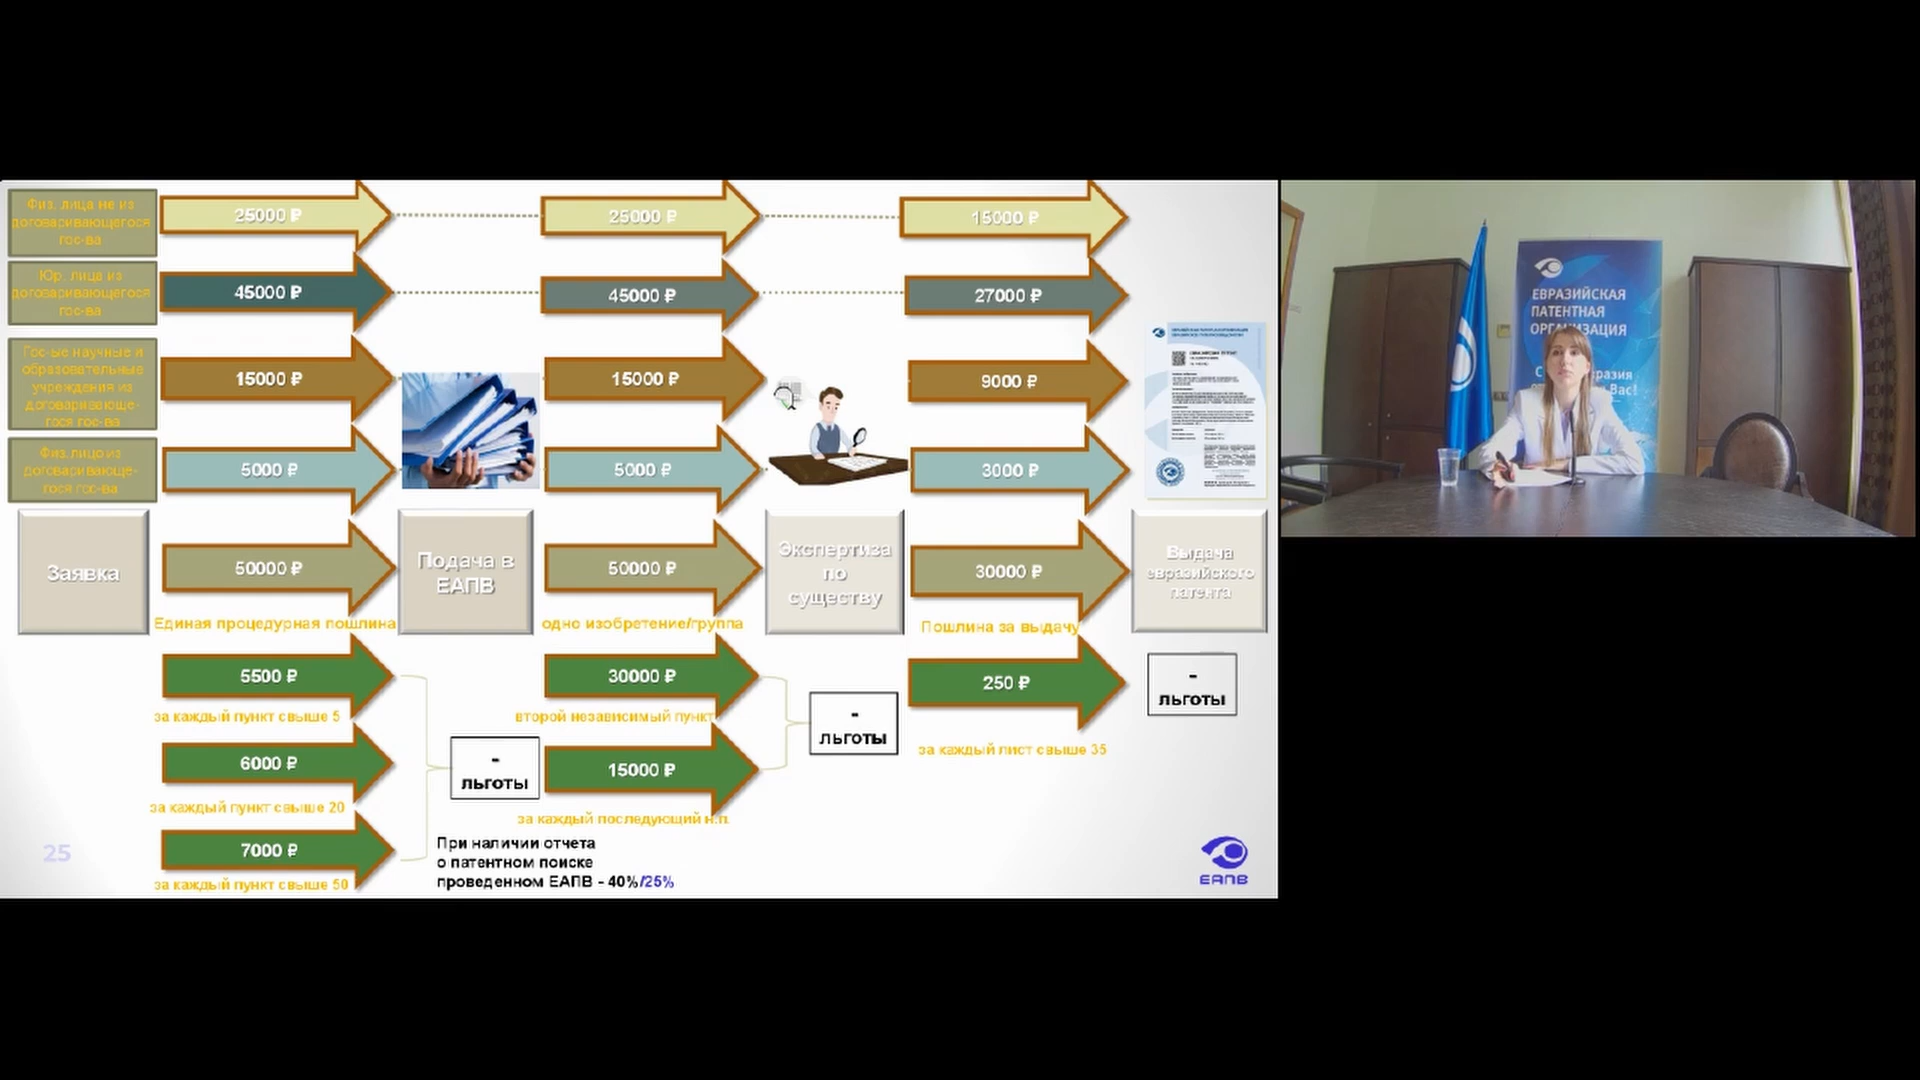 Физ. лица не из
договаривающегося
гос-ва
25000 ₽
25000 ₽
15000 ₽
Юр. лица из
договаривающегося
гос-ва
45000 ₽
45000 ₽
27000 ₽
Гос-ые научные и
образовательные
учреждения из
договаривающе-
гося гос-ва
15000 ₽
15000 ₽
9000 ₽
Физ.лицо из
договаривающе-
гося гос-ва
5000 ₽
5000 ₽
3000 ₽
Заявка
50000 ₽
Подача в
ЕАПВ
50000 ₽
Экспертиза
по
существу
30000 ₽
Выдача
евразийского
патента
Единая процедурная пошлина
одно изобретение/группа
Пошлина за выдачу
5500 ₽
30000 ₽
250 ₽
-
льготы
за каждый пункт свыше 5
второй независимый пункт
-
льготы
за каждый лист свыше 35
6000 ₽
-
льготы
15000 ₽
за каждый пункт свыше 20
за каждый последующий н.п.
7000 ₽
за каждый пункт свыше 50
При наличии отчета
о патентном поиске
проведенном ЕАПВ - 40%/25%
25
ЕАПВ
ЕВРАЗИЙСКАЯ
ПАТЕНТНАЯ
ОРГАНИЗАЦИЯ
Вас!